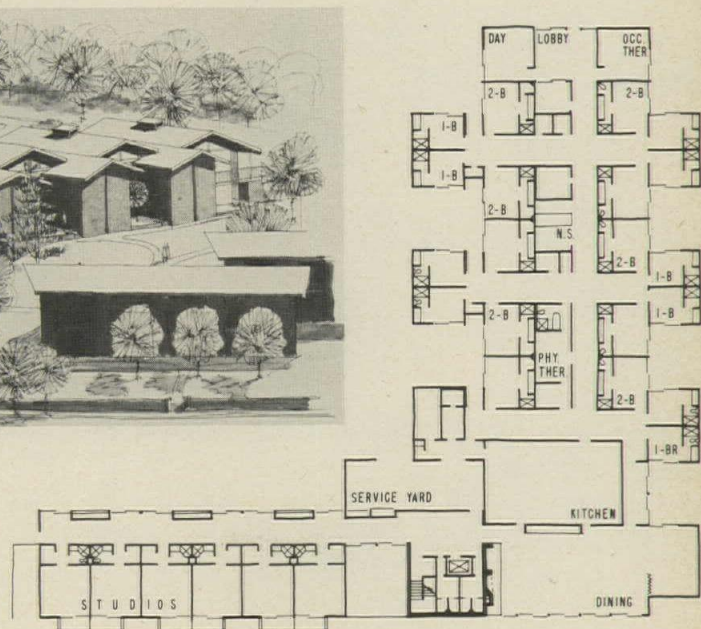 DAY
LOBBY
OCC.
THER
2-B
2-B
1-B
1-B
2-B
N.S.
2-B
1-B
1-B
2-B
PHY.
THER
2-B
1-BR
SERVICE YARD
KITCHEN
STUDIOS
DINING